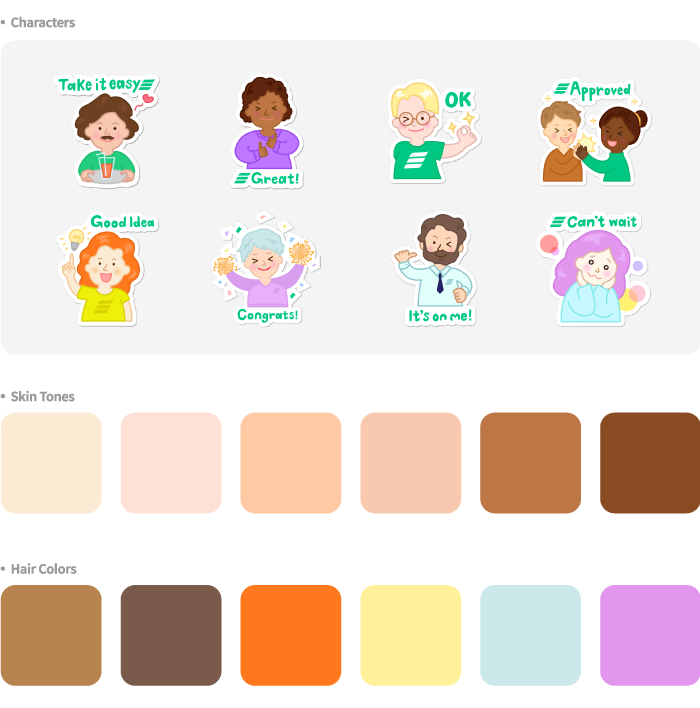 • Characters
Take it easy
Great!
OK
Approved
Good Idea
Congrats!
It's on me!
Can't wait
• Skin Tones
• Hair Colors